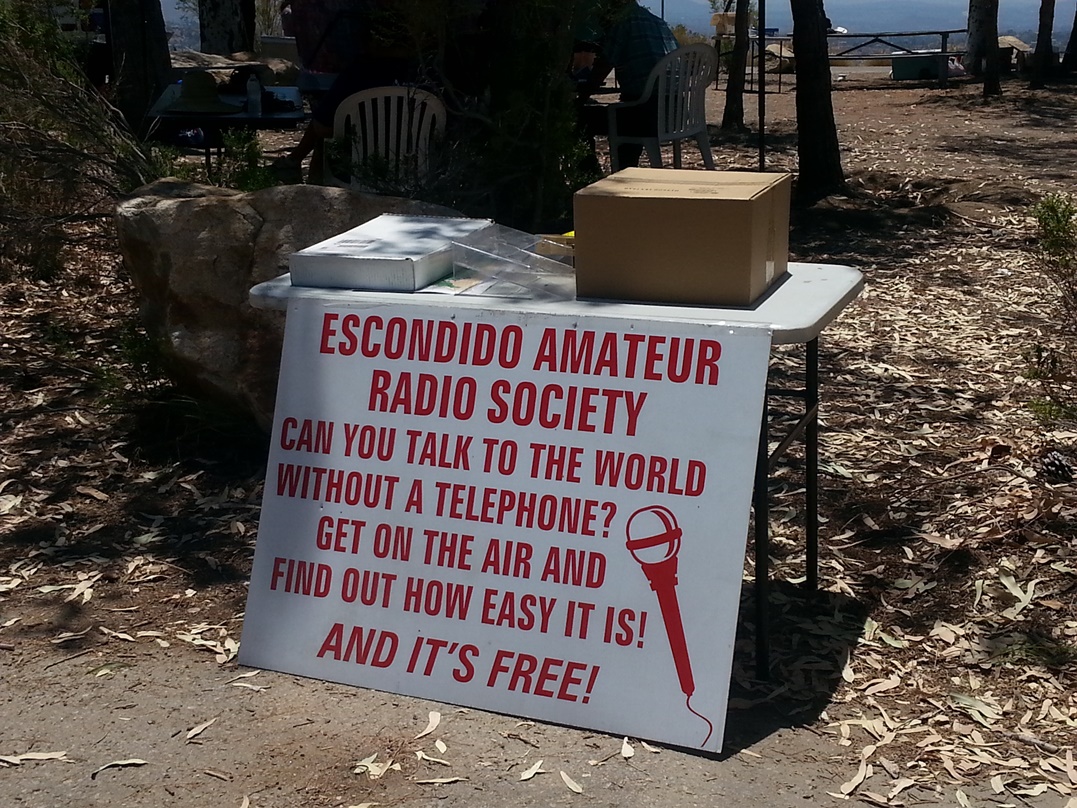 ESCONDIDO AMATEUR
RADIO SOCIETY
CAN YOU TALK TO THE WORLD
WITHOUT A TELEPHONE?
GET ON THE AIR AND
FIND OUT HOW EASY IT IS!
AND IT'S FREE!